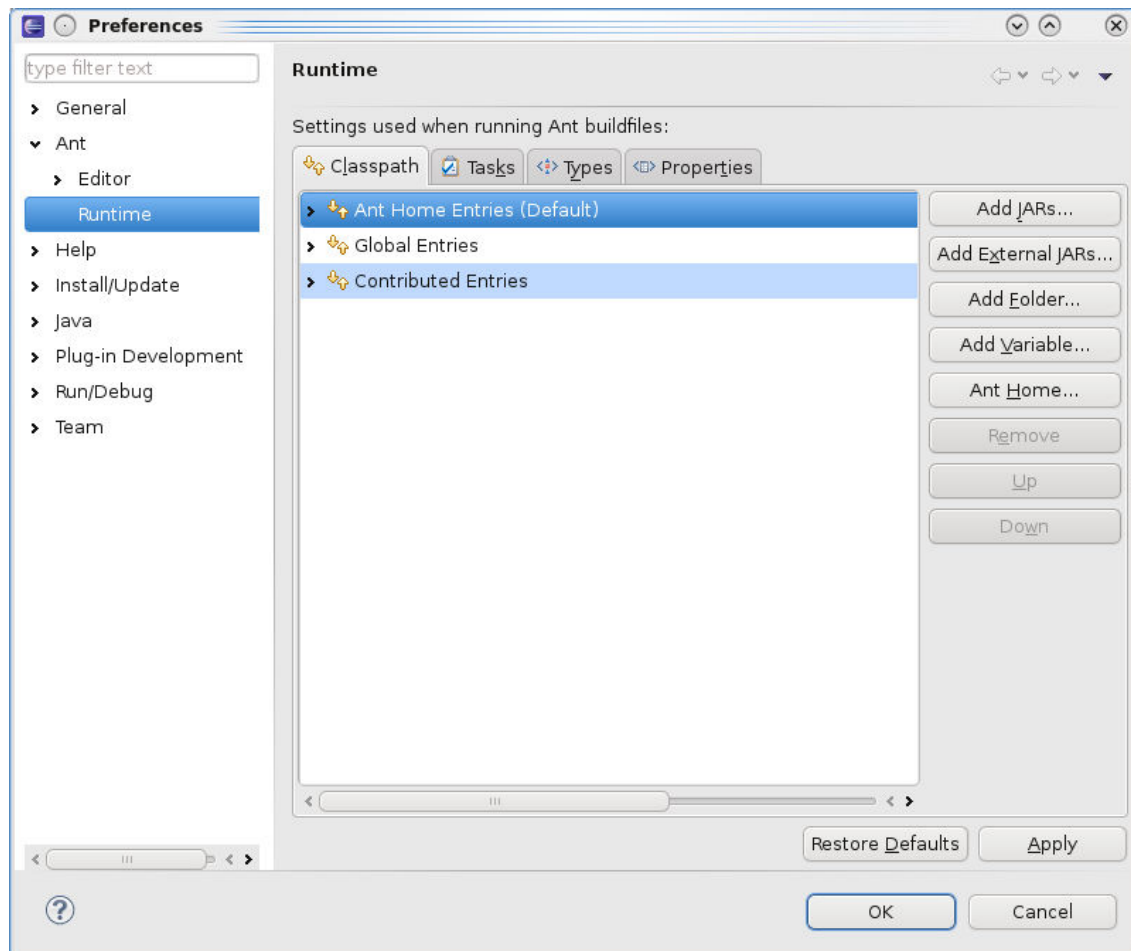 Preferences
type filter text
General
Ant
Editor
Runtime
Help
Install/Update
Java
Plug-in Development
Run/Debug
Team
Runtime
Settings used when running Ant buildfiles:
Classpath Tasks Types Properties
Ant Home Entries (Default)
Global Entries
Contributed Entries
Add JARs...
Add External JARs...
Add Folder...
Add Variable...
Ant Home...
Remove
Up
Down
Restore Defaults Apply
? OK Cancel